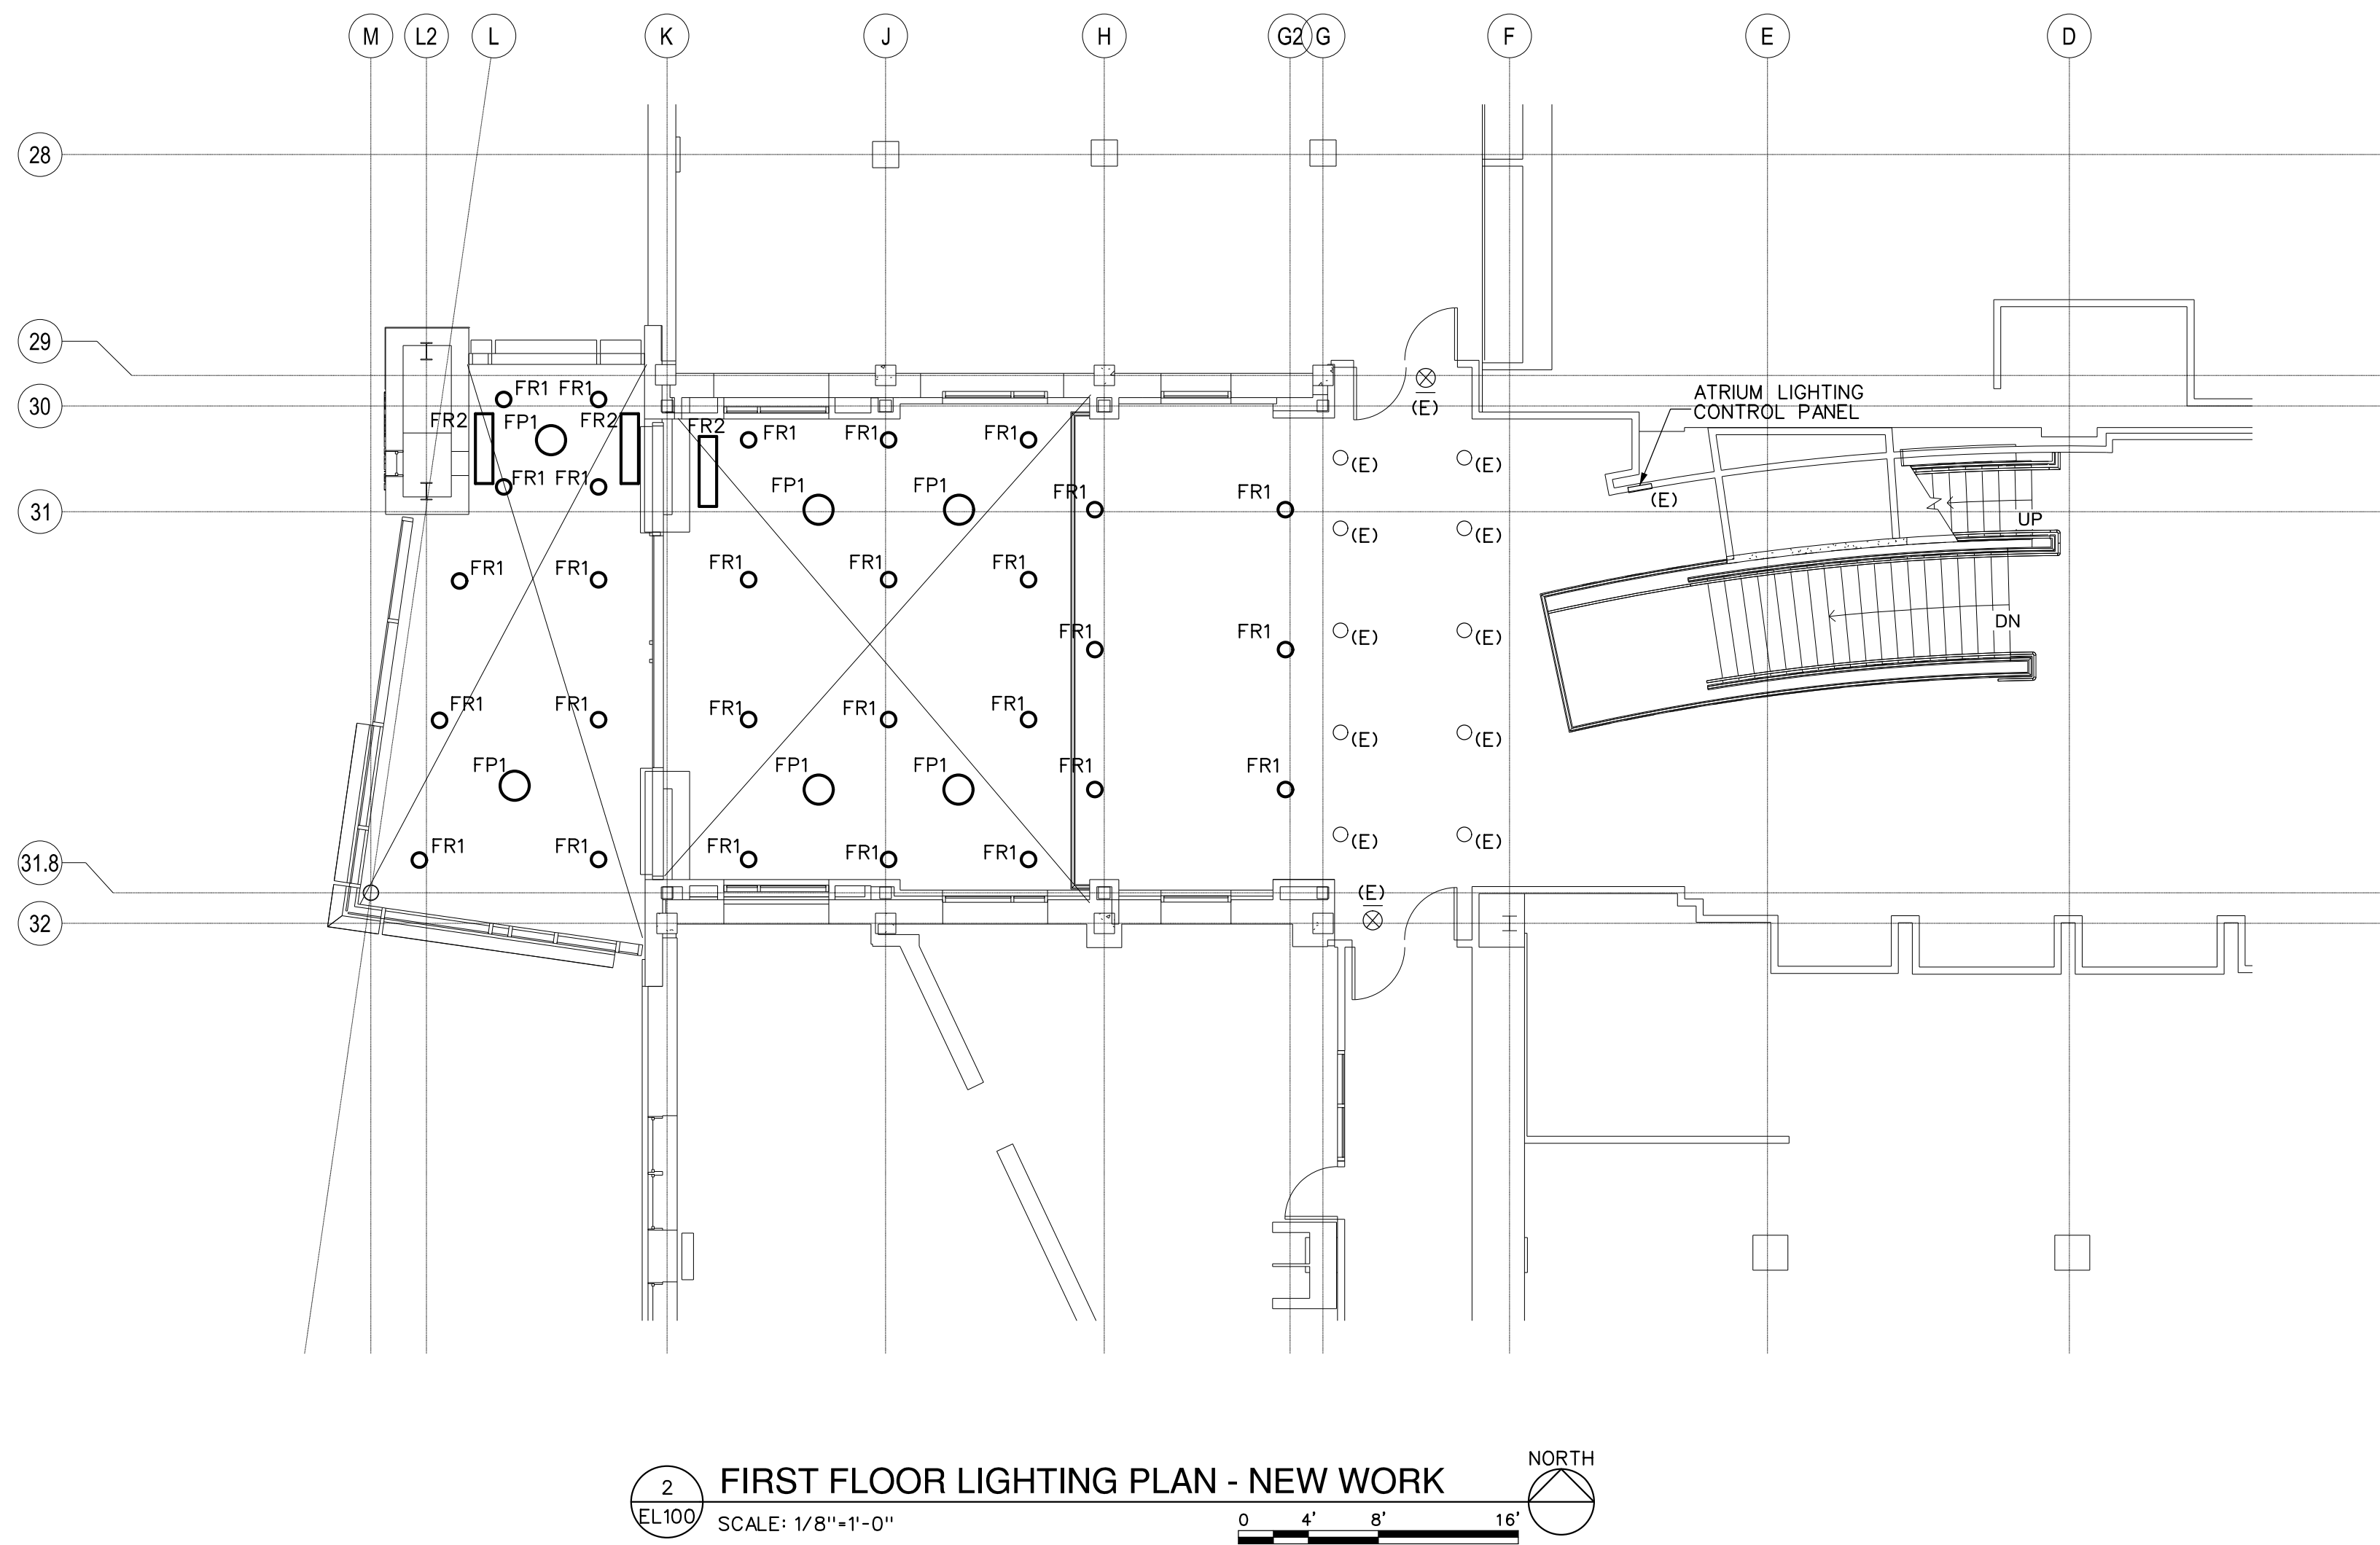 M L2 L K J H G2 G F E D
28
29
30
31
31.8
32
ATRIUM LIGHTING
CONTROL PANEL
(E)
(E)
FR1 FR1
FR2 FP1 FR2 FR2
FR1 FR1 FR1
FR1 FR1
(E) (E)
FP1 FP1
FR1 FR1
(E) (E)
UP
FR1 FR1
FR1 FR1 FR1
DN
FR1 FR1
(E) (E)
FR1 FR1
FR1 FR1 FR1
(E) (E)
FP1
FP1 FP1
FR1 FR1
(E) (E)
FR1 FR1
FR1 FR1 FR1
(E)
2
EL100
FIRST FLOOR LIGHTING PLAN - NEW WORK
SCALE: 1/8"=1'-0"
0 4' 8' 16'
NORTH